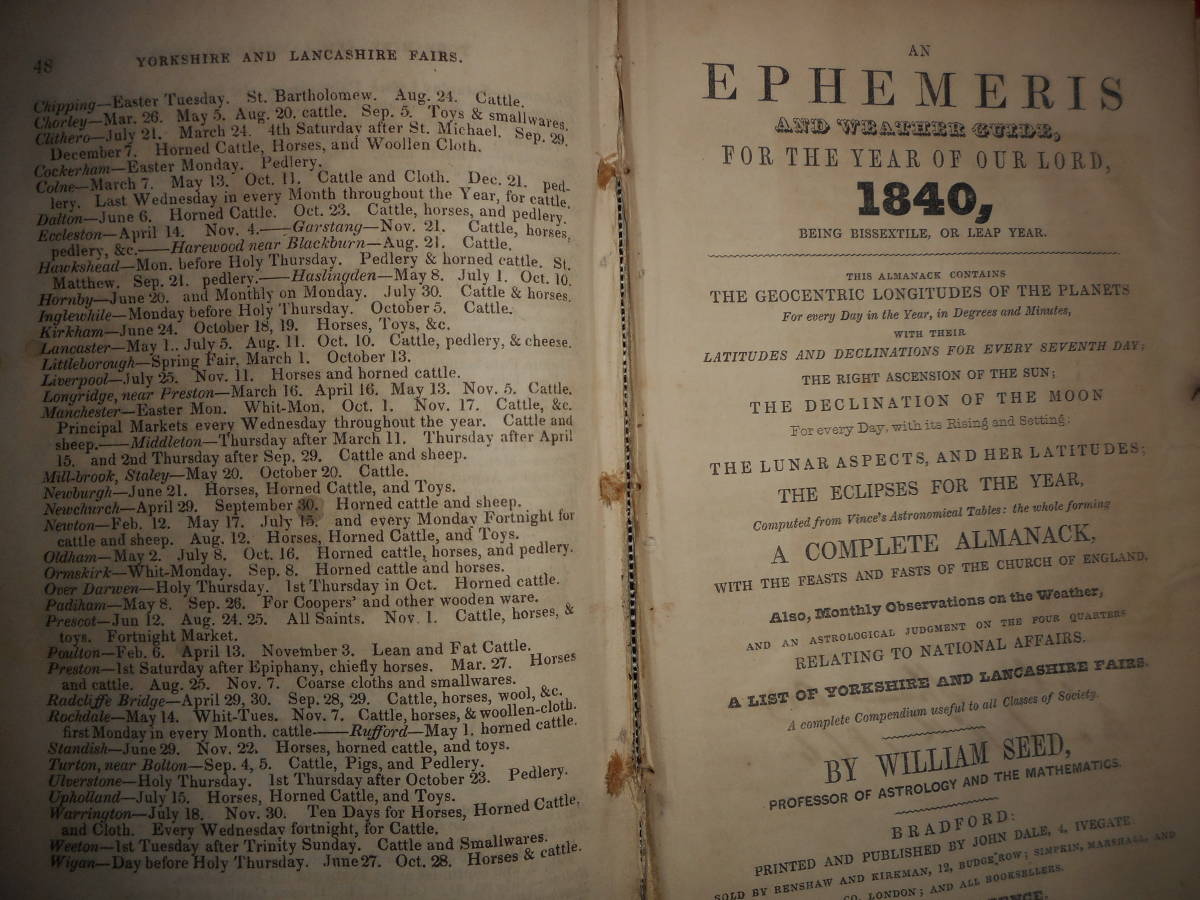 48
YORKSHIRE AND LANCASHIRE FAIRS.
Chipping—Easter Tuesday. St. Bartholomew. Aug. 24. Cattle.
Chorley—Mar. 26. May 5. Aug. 20. cattle. Sep. 5. Toys & smallwares.
Clithero—July 21. March 24. 4th Saturday after St. Michael. Sep. 29.
December 7. Horned Cattle, Horses, and Woollen Cloth.
Cockerham—Easter Monday. Pedlery.
Colne—March 7. May 13. Oct. 11. Cattle and Cloth. Dec. 21. ped-
lery. Last Wednesday in every Month throughout the Year, for cattle.
Dalton—June 6. Horned Cattle. Oct. 23. Cattle, horses, and pedlery.
Eccleston—April 14. Nov. 4.——Garstang—Nov. 21. Cattle, horses,
pedlery, &c.——Harewood near Blackburn—Aug. 21. Cattle.
Hawkshead—Mon. before Holy Thursday. Pedlery & horned cattle. St.
Matthew. Sep. 21. pedlery.——Haslingden—May 8. July 1. Oct. 10.
Hornby—June 20. and Monthly on Monday. July 30. Cattle & horses.
Inglewhile—Monday before Holy Thursday. October 5. Cattle.
Kirkham—June 24. October 18, 19. Horses, Toys, &c.
Lancaster—May 1.. July 5. Aug. 11. Oct. 10. Cattle, pedlery, & cheese.
Littleborough—Spring Fair, March 1. October 13.
Liverpool—July 25. Nov. 11. Horses and horned cattle.
Longridge, near Preston—March 16. April 16. May 13. Nov. 5. Cattle.
Manchester—Easter Mon. Whit-Mon. Oct. 1. Nov. 17. Cattle, &c.
Principal Markets every Wednesday throughout the year. Cattle and
sheep.——Middleton—Thursday after March 11. Thursday after April
15. and 2nd Thursday after Sep. 29. Cattle and sheep.
Mill-brook, Staley—May 20. October 20. Cattle.
Newburgh—June 21. Horses, Horned Cattle, and Toys.
Newchurch—April 29. September 30. Horned cattle and sheep.
Newton—Feb. 12. May 17. July 15. and every Monday Fortnight for
cattle and sheep. Aug. 12. Horses, Horned Cattle, and Toys.
Oldham—May 2. July 8. Oct. 16. Horned cattle, horses, and pedlery.
Ormskirk—Whit-Monday. Sep. 8. Horned cattle and horses.
Over Darwen—Holy Thursday. 1st Thursday in Oct. Horned cattle.
Padiham—May 8. Sep. 26. For Coopers' and other wooden ware.
Prescot—Jun 12. Aug. 24. 25. All Saints. Nov. 1. Cattle, horses, &
toys. Fortnight Market.
Poulton—Feb. 6. April 13. November 3. Lean and Fat Cattle.
Preston—1st Saturday after Epiphany, chiefly horses. Mar. 27. Horses
and cattle. Aug. 25. Nov. 7. Coarse cloths and smallwares.
Radcliffe Bridge—April 29, 30. Sep. 28, 29. Cattle, horses, wool, &c.
Rochdale—May 14. Whit-Tues. Nov. 7. Cattle, horses, & woollen-cloth.
first Monday in every Month. cattle——Rufford—May 1. horned cattle.
Standish—June 29. Nov. 22. Horses, horned cattle, and toys.
Turton, near Bolton—Sep. 4, 5. Cattle, Pigs, and Pedlery.
Ulverstone—Holy Thursday. 1st Thursday after October 23. Pedlery.
Upholland—July 15. Horses, Horned Cattle, and Toys.
Warrington—July 18. Nov. 30. Ten Days for Horses, Horned Cattle,
and Cloth. Every Wednesday fortnight, for Cattle.
Weeton—1st Tuesday after Trinity Sunday. Cattle and Smallwares.
Wigan—Day before Holy Thursday. June 27. Oct. 28. Horses & cattle.
AN
EPHEMERIS
AND WEATHER GUIDE,
FOR THE YEAR OF OUR LORD,
1840,
BEING BISSEXTILE, OR LEAP YEAR.
THIS ALMANACK CONTAINS
THE GEOCENTRIC LONGITUDES OF THE PLANETS
For every Day in the Year, in Degrees and Minutes,
WITH THEIR
LATITUDES AND DECLINATIONS FOR EVERY SEVENTH DAY;
THE RIGHT ASCENSION OF THE SUN;
THE DECLINATION OF THE MOON
For every Day, with its Rising and Setting;
THE LUNAR ASPECTS, AND HER LATITUDES;
THE ECLIPSES FOR THE YEAR,
Computed from Vince's Astronomical Tables: the whole forming
A COMPLETE ALMANACK,
WITH THE FEASTS AND FASTS OF THE CHURCH OF ENGLAND.
Also, Monthly Observations on the Weather,
AND AN ASTROLOGICAL JUDGMENT ON THE FOUR QUARTERS
RELATING TO NATIONAL AFFAIRS.
A LIST OF YORKSHIRE AND LANCASHIRE FAIRS.
A complete Compendium useful to all Classes of Society.
BY WILLIAM SEED,
PROFESSOR OF ASTROLOGY AND THE MATHEMATICS.
BRADFORD:
PRINTED AND PUBLISHED BY JOHN DALE, 4, IVEGATE
SOLD BY RENSHAW AND KIRKMAN, 12, BUDGE ROW; SIMPKIN, MARSHALL, AND
CO. LONDON; AND ALL BOOKSELLERS.